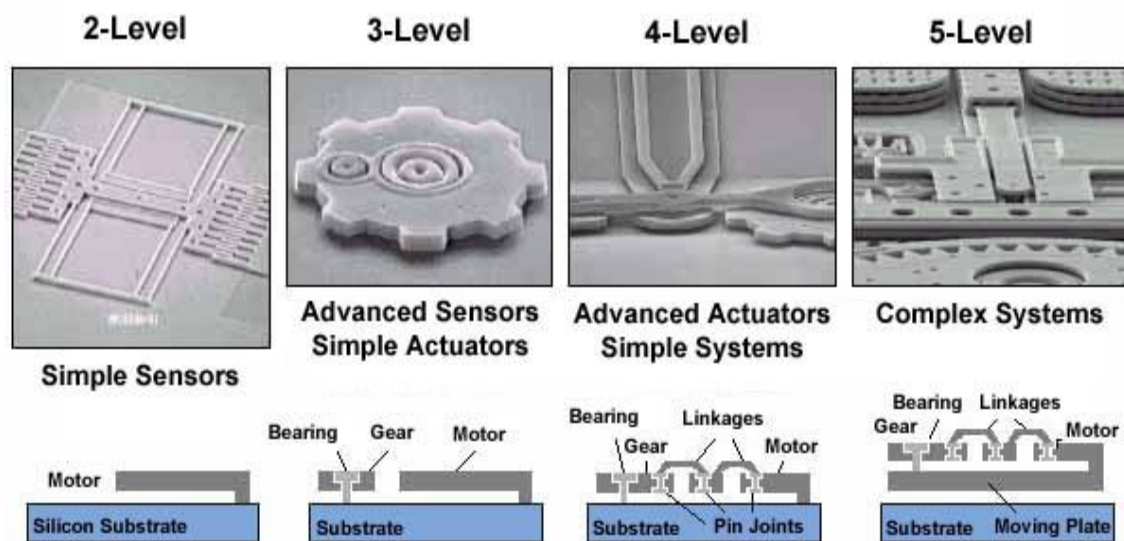 2-Level
3-Level
4-Level
5-Level
Simple Sensors
Advanced Sensors
Simple Actuators
Advanced Actuators
Simple Systems
Complex Systems
Motor
Silicon Substrate
Bearing
Gear
Motor
Substrate
Bearing
Linkages
Gear
Motor
Substrate
Pin Joints
Bearing
Linkages
Gear
Motor
Substrate
Moving Plate